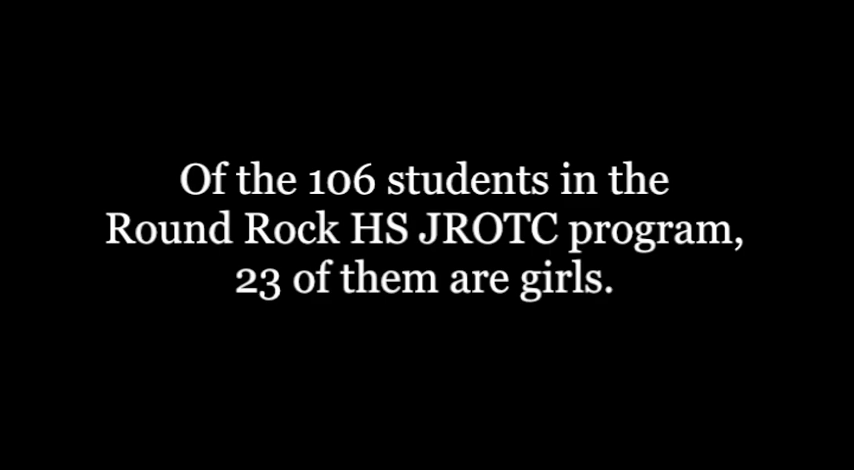 Of the 106 students in the
Round Rock HS JROTC program,
23 of them are girls.